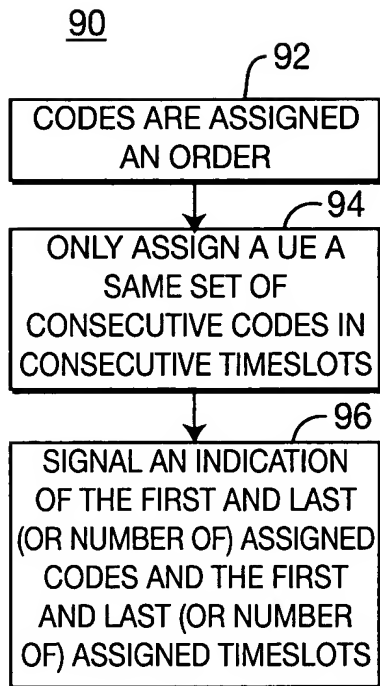 90
92
CODES ARE ASSIGNED
AN ORDER
94
ONLY ASSIGN A UE A
SAME SET OF
CONSECUTIVE CODES IN
CONSECUTIVE TIMESLOTS
96
SIGNAL AN INDICATION
OF THE FIRST AND LAST
(OR NUMBER OF) ASSIGNED
CODES AND THE FIRST
AND LAST (OR NUMBER
OF) ASSIGNED TIMESLOTS